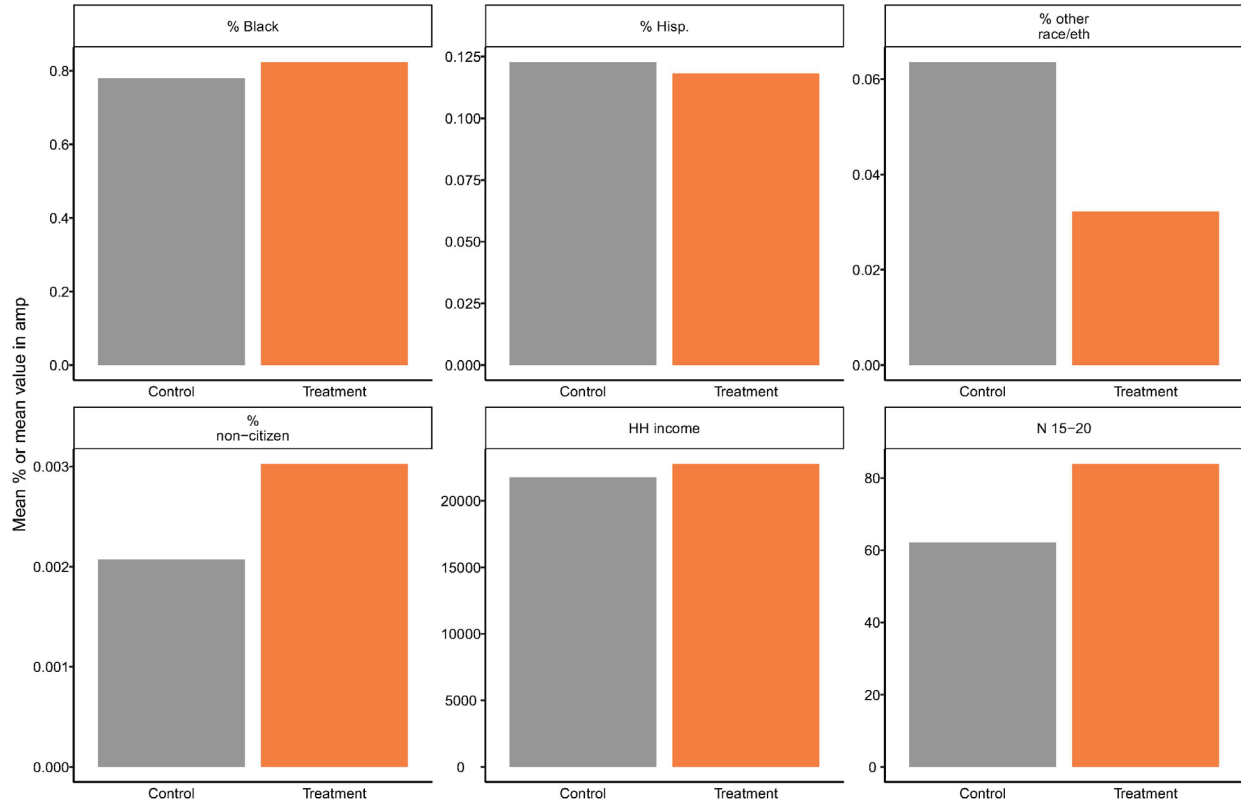 % Black
% Hisp.
% other
race/eth
0.8
0.6
0.4
0.2
0.0
0.125
0.100
0.075
0.050
0.025
0.000
0.06
0.04
0.02
0.00
Control Treatment
Control Treatment
Control Treatment
%
non−citizen
HH income
N 15−20
0.003
0.002
0.001
0.000
20000
15000
10000
5000
0
80
60
40
20
0
Control Treatment
Control Treatment
Control Treatment
Mean % or mean value in amp